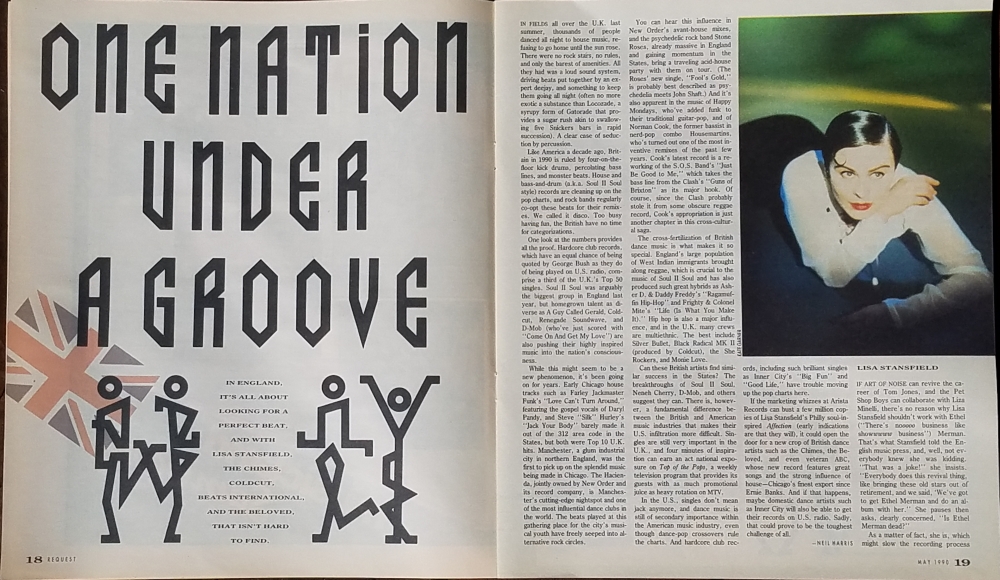 ONE NATION
UNDER
A GROOVE
IN ENGLAND,
IT'S ALL ABOUT
LOOKING FOR A
PERFECT BEAT,
AND WITH
LISA STANSFIELD,
THE CHIMES,
COLDCUT,
BEATS INTERNATIONAL,
AND THE BELOVED,
THAT ISN'T HARD
TO FIND.
18 REQUEST
IN FIELDS all over the U.K. last
summer, thousands of people
danced all night to house music, re-
fusing to go home until the sun rose.
There were no rock stars, no rules,
and only the barest of amenities. All
they had was a loud sound system,
driving beats put together by an ex-
pert deejay, and something to keep
them going all night (often no more
exotic a substance than Locozade, a
syrupy form of Gatorade that pro-
vides a sugar rush akin to swallow-
ing five Snickers bars in rapid
succession). A clear case of seduc-
tion by percussion.
Like America a decade ago, Brit-
ain in 1990 is ruled by four-on-the-
floor kick drums, percolating bass
lines, and monster beats. House and
bass-and-drum (a.k.a. Soul II Soul
style) records are cleaning up on the
pop charts, and rock bands regularly
co-opt these beats for their remix-
es. We called it disco. Too busy
having fun, the British have no time
for categorizations.
One look at the numbers provides
all the proof. Hardcore club records,
which have an equal chance of being
quoted by George Bush as they do
of being played on U.S. radio, com-
prise a third of the U.K.'s Top 50
singles. Soul II Soul was arguably
the biggest group in England last
year, but homegrown talent as di-
verse as A Guy Called Gerald, Cold-
cut, Renegade Soundwave, and
D-Mob (who've just scored with
"Come On And Get My Love") are
also pushing their highly inspired
music into the nation's conscious-
ness.
While this might seem to be a
new phenomenon, it's been going
on for years. Early Chicago house
tracks such as Farley Jackmaster
Funk's "Love Can't Turn Around,"
featuring the vocals of Daryl
Pandy, and Steve "Silk" Hurley's
"Jack Your Body" barely made it
out of the 312 area code in the
States, but both were Top 10 U.K.
hits. Manchester, a glum industrial
city in northern England, was the
first to pick up on the splendid music
being made in Chicago. The Hacien-
da, jointly owned by New Order and
its record company, is Manches-
ter's cutting-edge nightspot and one
of the most influential dance clubs in
the world. The beats played at this
gathering place for the city's musi-
cal youth have freely seeped into al-
ternative rock circles.
You can hear this influence in
New Order's avant-house mixes,
and the psychedelic rock band Stone
Roses, already massive in England
and gaining momentum in the
States, bring a traveling acid-house
party with them on tour. (The
Roses' new single, "Fool's Gold,"
is probably best described as psy-
chedelia meets John Shaft.) And it's
also apparent in the music of Happy
Mondays, who've added funk to
their traditional guitar-pop, and of
Norman Cook, the former bassist in
nerd-pop combo Housemartins,
who's turned out one of the most in-
ventive remixes of the past few
years. Cook's latest record is a re-
working of the S.O.S. Band's "Just
Be Good to Me," which takes the
bass line from the Clash's "Guns of
Brixton" as its major hook. Of
course, since the Clash probably
stole it from some obscure reggae
record, Cook's appropriation is just
another chapter in this cross-cultur-
al saga.
The cross-fertilization of British
dance music is what makes it so
special. England's large population
of West Indian immigrants brought
along reggae, which is crucial to the
music of Soul II Soul and has also
produced such great hybrids as Ash-
er D. & Daddy Freddy's "Ragamuf-
fin Hip-Hop" and Frighty & Colonel
Mite's "Life (Is What You Make
It)." Hip hop is also a major influ-
ence, and in the U.K. many crews
are multiethnic. The best include
Silver Bullet, Black Radical MK II
(produced by Coldcut), the She
Rockers, and Monie Love.
Can these British artists find simi-
lar success in the States? The
breakthroughs of Soul II Soul,
Neneh Cherry, D-Mob, and others
suggest they can. There is, howev-
er, a fundamental difference be-
tween the British and American
music industries that makes their
U.S. infiltration more difficult. Sin-
gles are still very important in the
U.K., and four minutes of inspira-
tion can earn an act national expo-
sure on Top of the Pops, a weekly
television program that provides its
guests with as much promotional
juice as heavy rotation on MTV.
In the U.S., singles don't mean
jack anymore, and dance music is
still of secondary importance within
the American music industry, even
though dance-pop crossovers rule
the charts. And hardcore club rec-
ords, including such brilliant singles
as Inner City's "Big Fun" and
"Good Life," have trouble moving
up the pop charts here.
If the marketing wizards at Arista
Records can bust a few million cop-
ies of Lisa Stansfield's Philly soul-in-
spired Affection (early indications
are that they will), it could open the
door for a new crop of British dance
artists such as the Chimes, the Be-
loved, and even veteran ABC,
whose new record features great
songs and the strong influence of
house—Chicago's finest export since
Ernie Banks. And if that happens,
maybe domestic dance artists such
as Inner City will also be able to get
their records on U.S. radio. Sadly,
that could prove to be the toughest
challenge of all.
—NEIL HARRIS
LISA STANSFIELD
IF ART OF NOISE can revive the ca-
reer of Tom Jones, and the Pet
Shop Boys can collaborate with Liza
Minelli, there's no reason why Lisa
Stansfield shouldn't work with Ethel
("There's noooo business like
showwwww business") Merman.
That's what Stansfield told the En-
glish music press, and, well, not ev-
erybody knew she was kidding.
"That was a joke!" she insists.
"Everybody does this revival thing,
like bringing these old stars out of
retirement, and we said, 'We've got
to get Ethel Merman and do an al-
bum with her.' " She pauses then
asks, clearly concerned, "Is Ethel
Merman dead?"
As a matter of fact, she is, which
might slow the recording process
MAY 1990 19